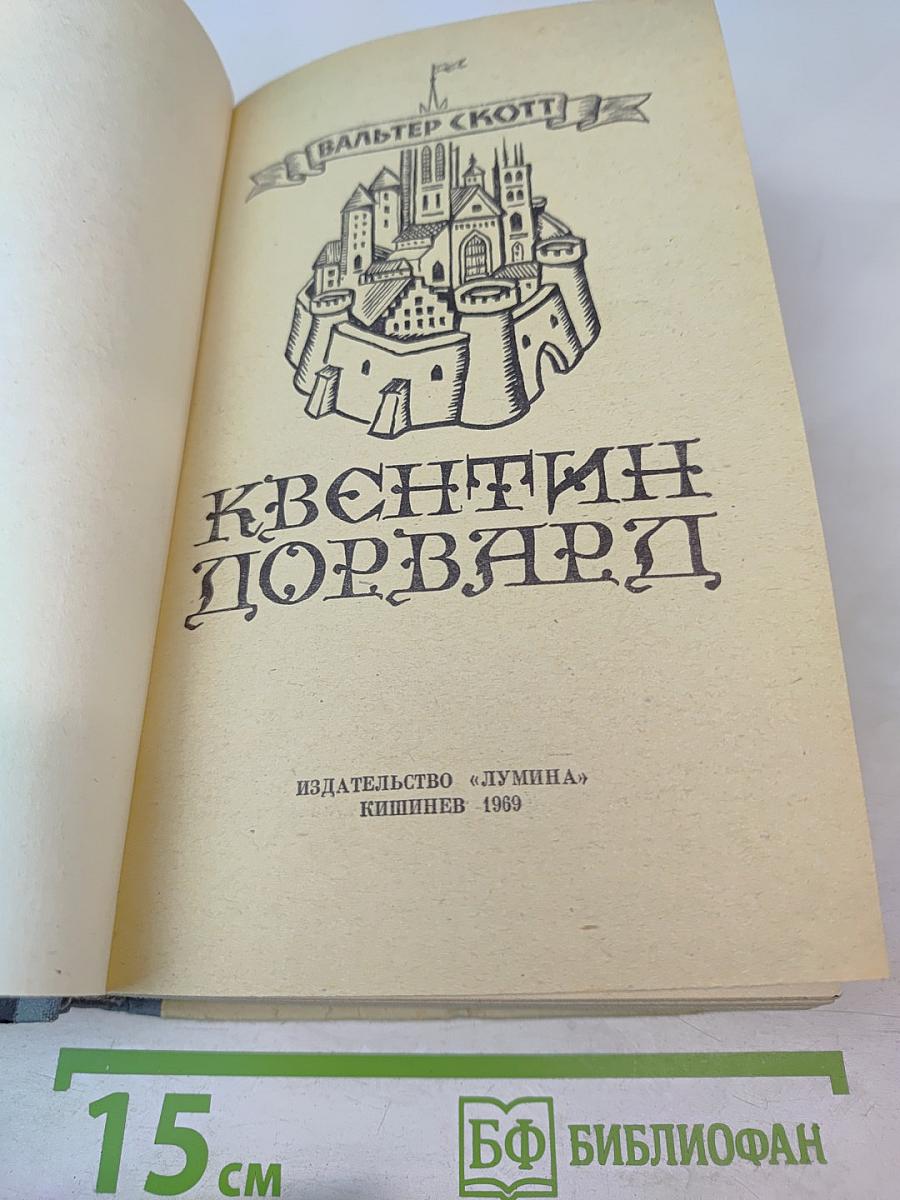 ВАЛЬТЕР СКОТТ
КВЕНТИН
ДОРВАРД
ИЗДАТЕЛЬСТВО «ЛУМИНА»
КИШИНЕВ 1969
15 см
БФ БИБЛИОФАН